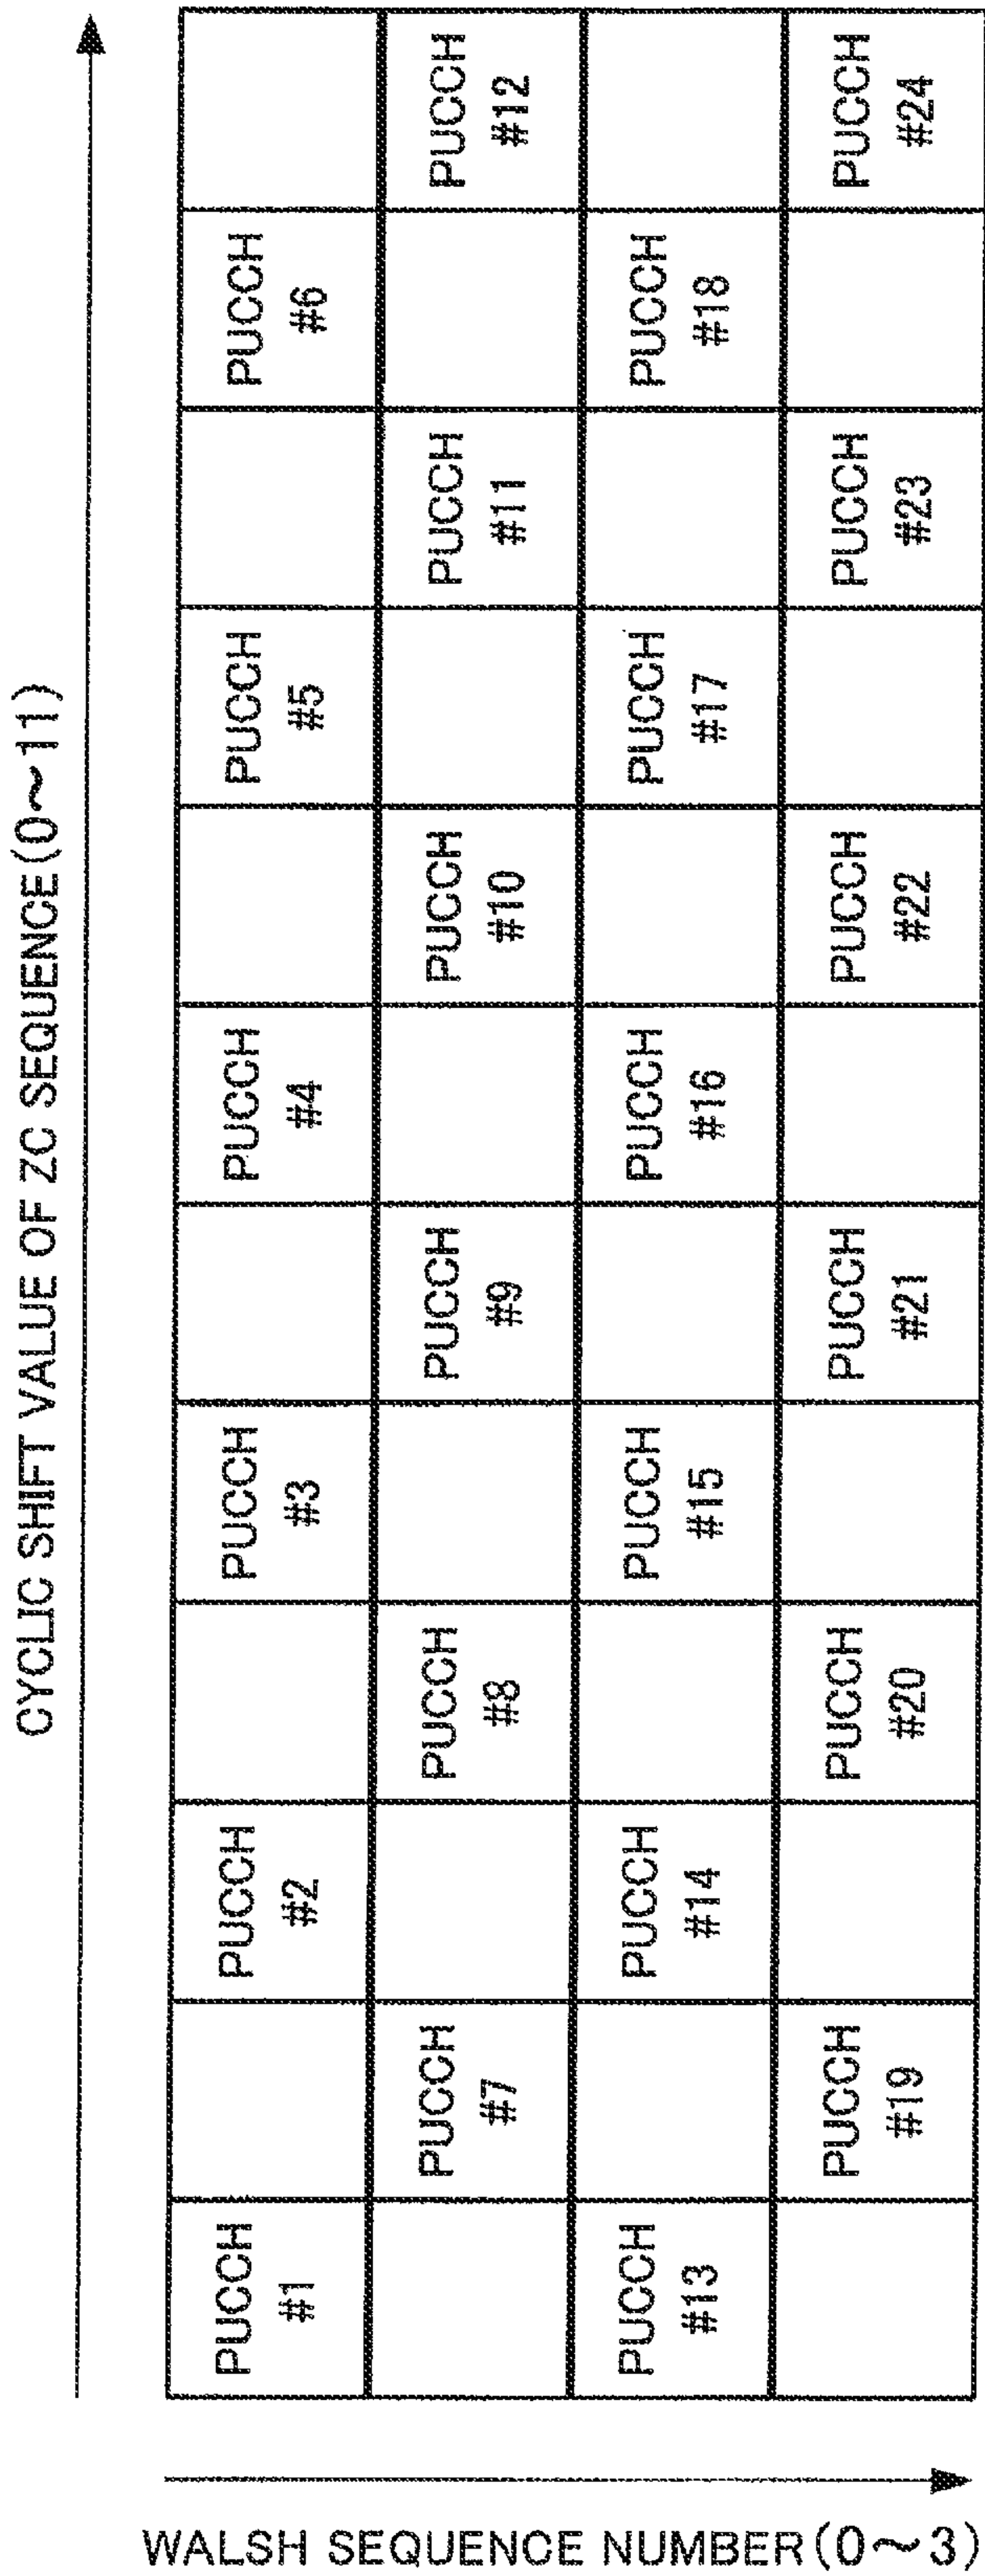 CYCLIC SHIFT VALUE OF ZC SEQUENCE(0~11)
WALSH SEQUENCE NUMBER(0~3)
PUCCH
#1
PUCCH
#2
PUCCH
#3
PUCCH
#4
PUCCH
#5
PUCCH
#6
PUCCH
#7
PUCCH
#8
PUCCH
#9
PUCCH
#10
PUCCH
#11
PUCCH
#12
PUCCH
#13
PUCCH
#14
PUCCH
#15
PUCCH
#16
PUCCH
#17
PUCCH
#18
PUCCH
#19
PUCCH
#20
PUCCH
#21
PUCCH
#22
PUCCH
#23
PUCCH
#24